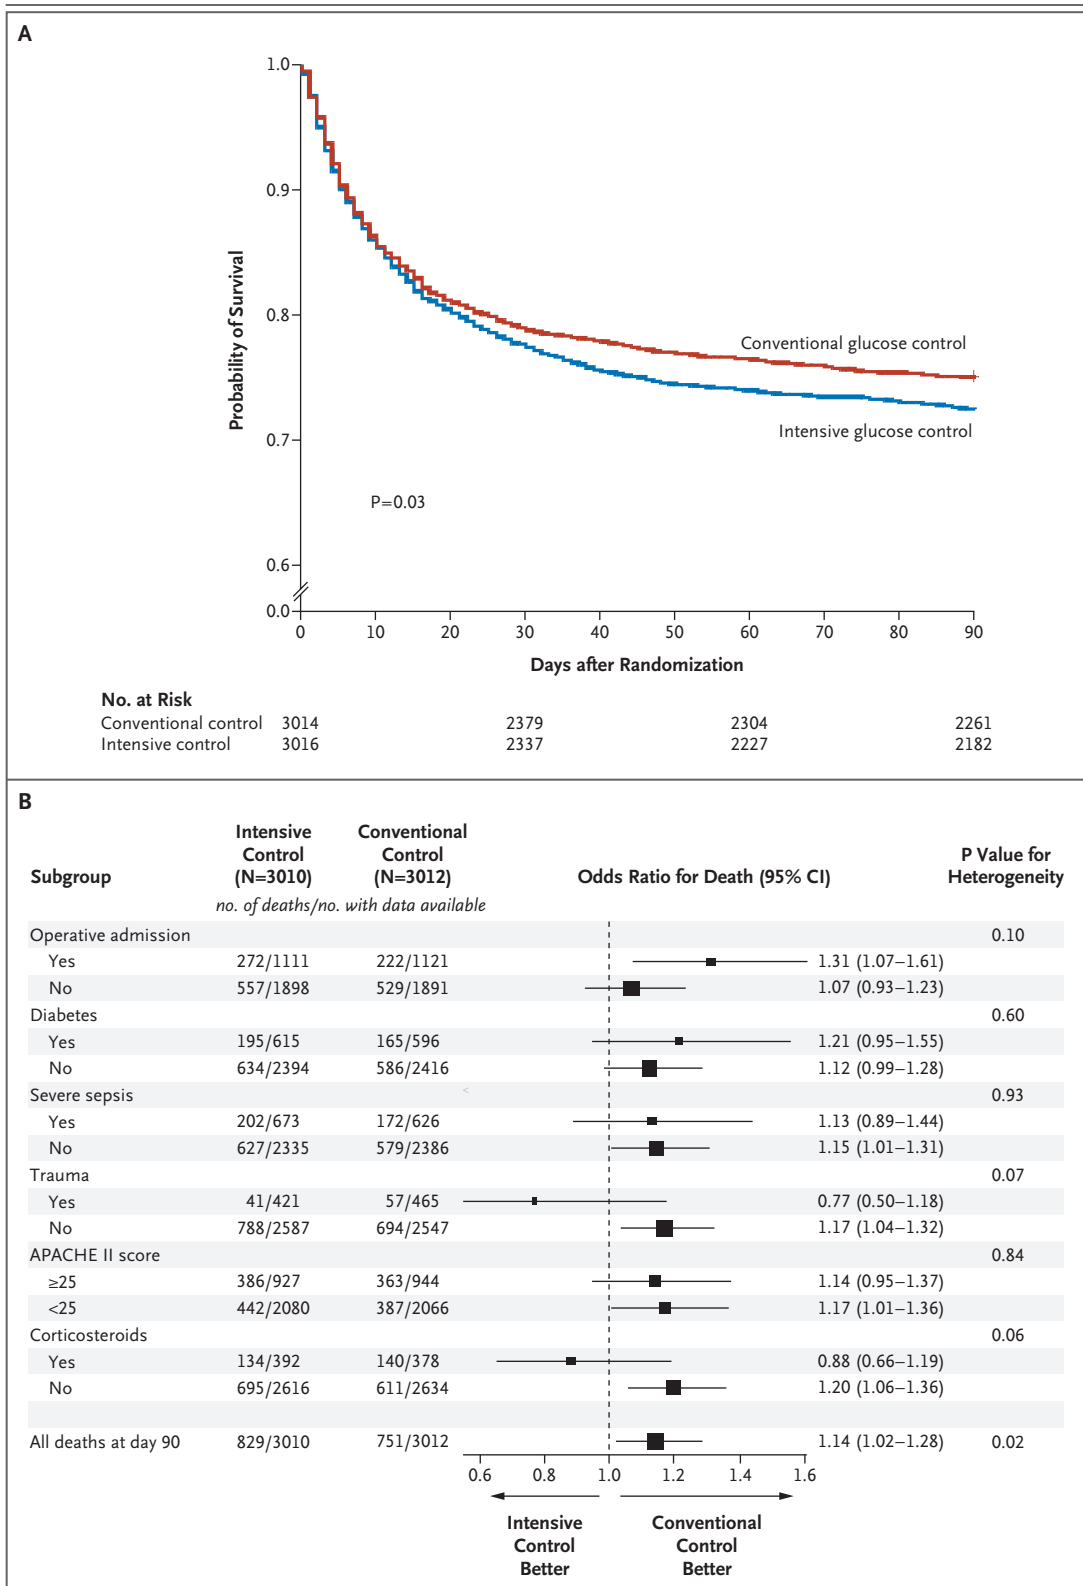 A
1.0
0.9
0.8
0.7
0.6
0.0
Probability of Survival
Conventional glucose control
Intensive glucose control
P=0.03
0 10 20 30 40 50 60 70 80 90
Days after Randomization
No. at Risk
Conventional control 3014 2379 2304 2261
Intensive control 3016 2337 2227 2182
B
Subgroup
Intensive
Control
(N=3010)
Conventional
Control
(N=3012)
Odds Ratio for Death (95% CI)
P Value for
Heterogeneity
no. of deaths/no. with data available
Operative admission 0.10
Yes 272/1111 222/1121 1.31 (1.07–1.61)
No 557/1898 529/1891 1.07 (0.93–1.23)
Diabetes 0.60
Yes 195/615 165/596 1.21 (0.95–1.55)
No 634/2394 586/2416 1.12 (0.99–1.28)
Severe sepsis < 0.93
Yes 202/673 172/626 1.13 (0.89–1.44)
No 627/2335 579/2386 1.15 (1.01–1.31)
Trauma 0.07
Yes 41/421 57/465 0.77 (0.50–1.18)
No 788/2587 694/2547 1.17 (1.04–1.32)
APACHE II score 0.84
≥25 386/927 363/944 1.14 (0.95–1.37)
<25 442/2080 387/2066 1.17 (1.01–1.36)
Corticosteroids 0.06
Yes 134/392 140/378 0.88 (0.66–1.19)
No 695/2616 611/2634 1.20 (1.06–1.36)
All deaths at day 90 829/3010 751/3012 1.14 (1.02–1.28) 0.02
0.6 0.8 1.0 1.2 1.4 1.6
Intensive
Control
Better
Conventional
Control
Better